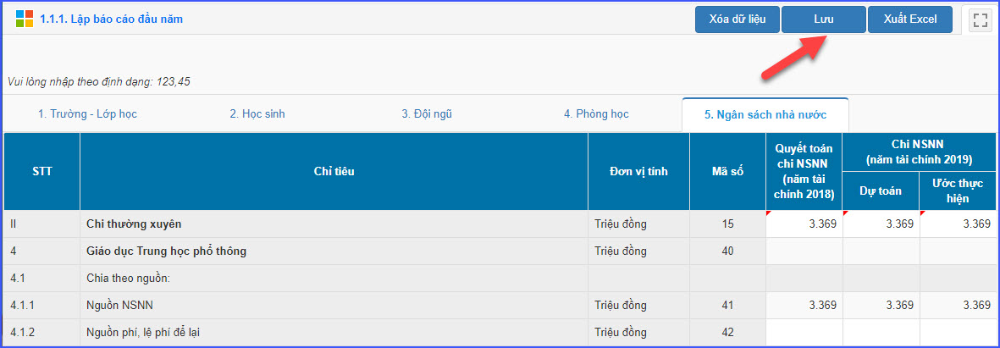 1.1.1. Lập báo cáo đầu năm
Xóa dữ liệu
Lưu
Xuất Excel
Vui lòng nhập theo định dạng: 123,45
1. Trường - Lớp học
2. Học sinh
3. Đội ngũ
4. Phòng học
5. Ngân sách nhà nước
STT
Chỉ tiêu
Đơn vị tính
Mã số
Quyết toán
chi NSNN
(năm tài
chính 2018)
Chi NSNN
(năm tài chính 2019)
Dự toán
Ước thực
hiện
II Chi thường xuyên Triệu đồng 15 3.369 3.369 3.369
4 Giáo dục Trung học phổ thông Triệu đồng 40
4.1 Chia theo nguồn:
4.1.1 Nguồn NSNN Triệu đồng 41 3.369 3.369 3.369
4.1.2 Nguồn phí, lệ phí để lại Triệu đồng 42